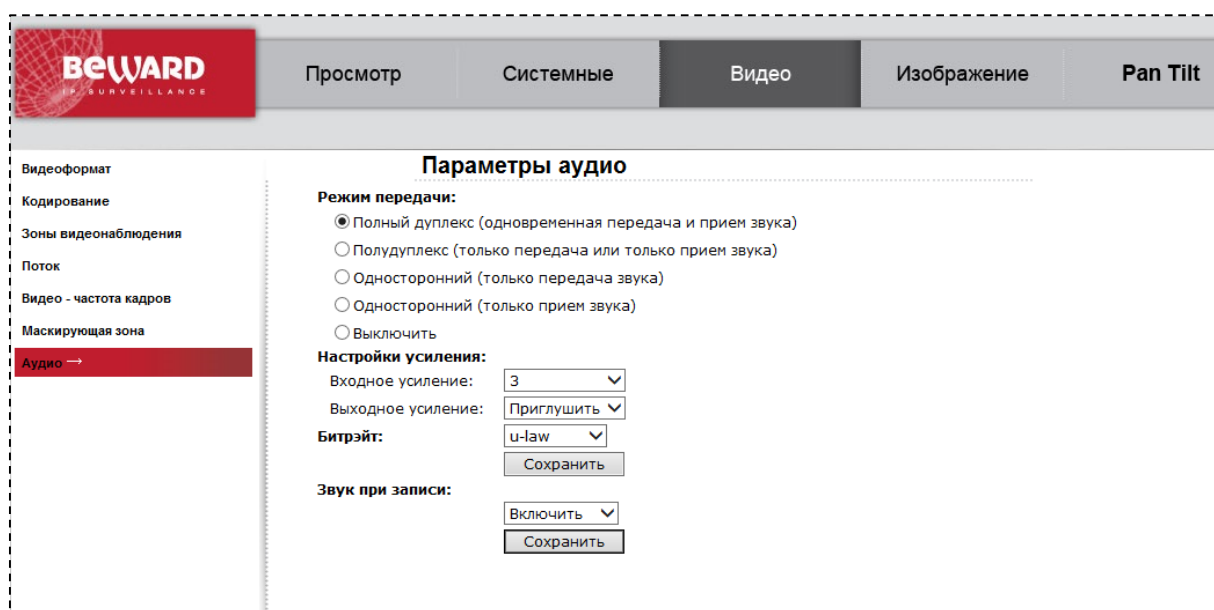 BEWARD
IP SURVEILLANCE
Просмотр
Системные
Видео
Изображение
Pan Tilt
Видеоформат
Кодирование
Зоны видеонаблюдения
Поток
Видео - частота кадров
Маскирующая зона
Аудио →
Параметры аудио
Режим передачи:
Полный дуплекс (одновременная передача и прием звука)
Полудуплекс (только передача или только прием звука)
Односторонний (только передача звука)
Односторонний (только прием звука)
Выключить
Настройки усиления:
Входное усиление: 3
Выходное усиление: Приглушить
Битрэйт: u-law
Сохранить
Звук при записи:
Включить
Сохранить